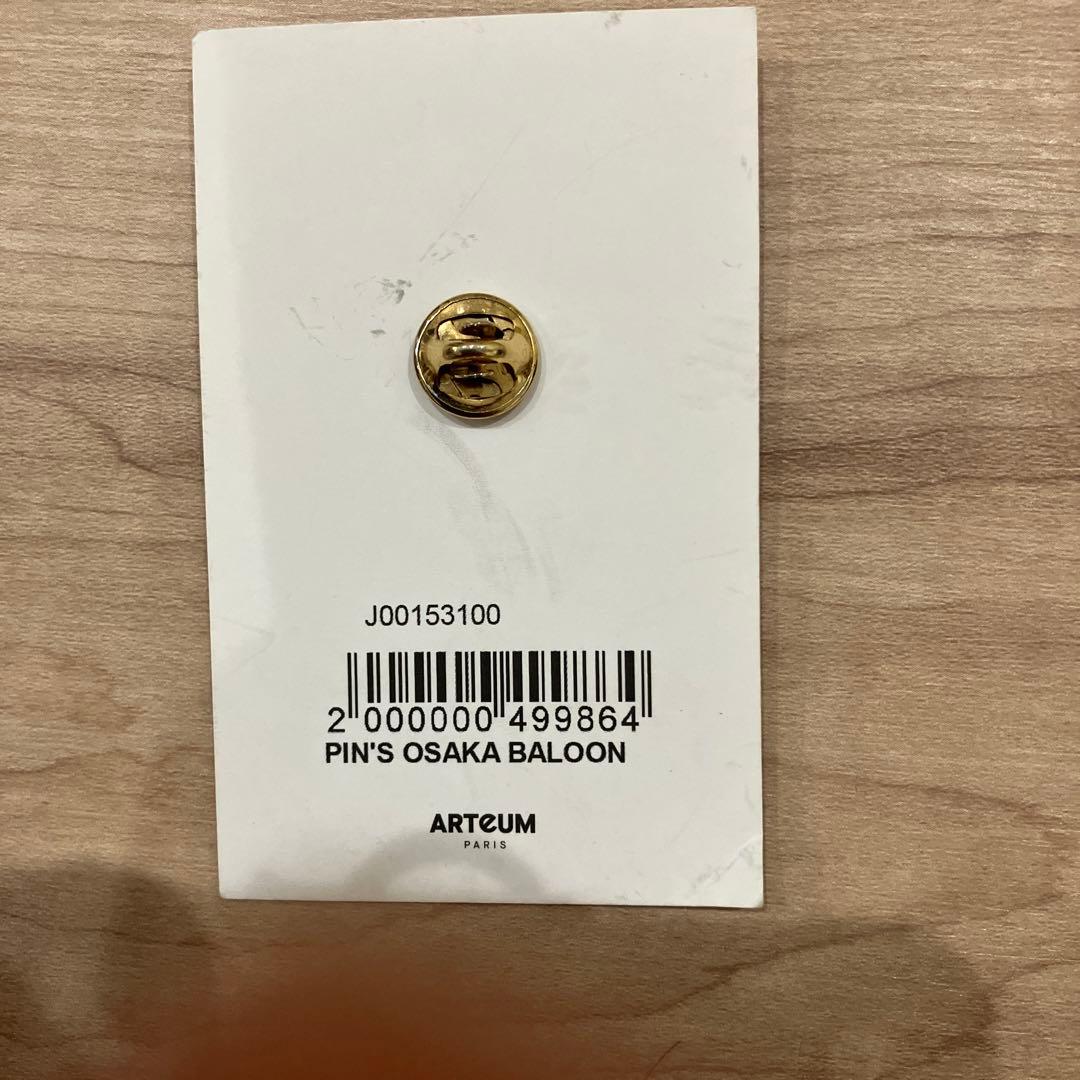 J00153100
2 000000 499864
PIN'S OSAKA BALOON
ARTeUM
PARIS